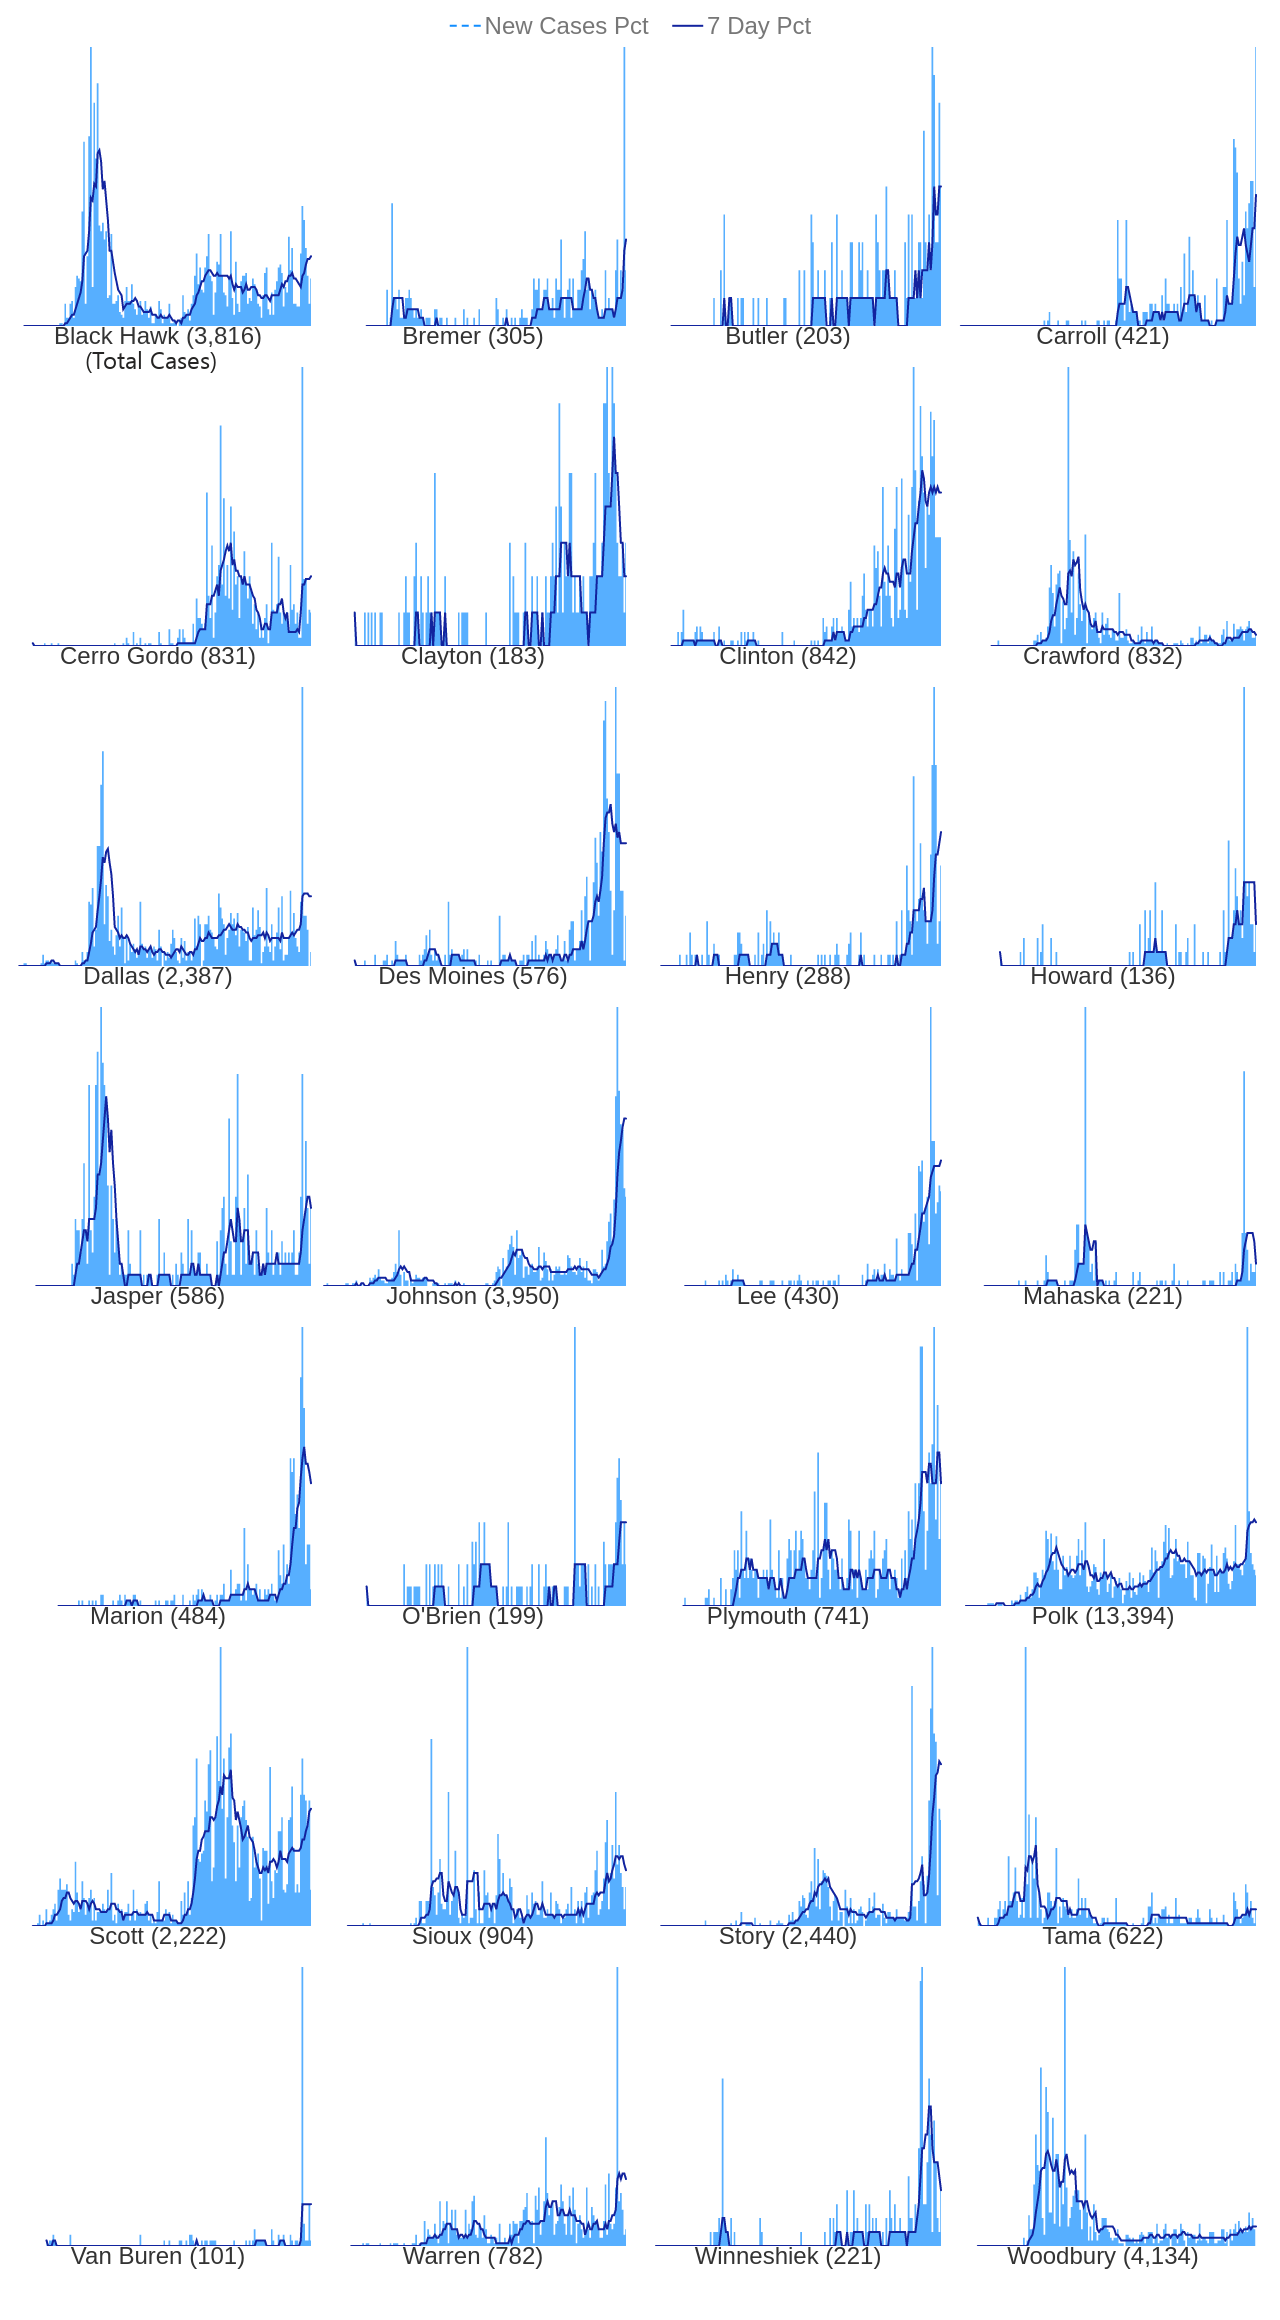 New Cases Pct 7 Day Pct
Black Hawk (3,816) Bremer (305) Butler (203) Carroll (421)
(Total Cases)
Cerro Gordo (831) Clayton (183) Clinton (842) Crawford (832)
Dallas (2,387) Des Moines (576) Henry (288) Howard (136)
Jasper (586) Johnson (3,950) Lee (430) Mahaska (221)
Marion (484) O'Brien (199) Plymouth (741) Polk (13,394)
Scott (2,222) Sioux (904) Story (2,440) Tama (622)
Van Buren (101) Warren (782) Winneshiek (221) Woodbury (4,134)